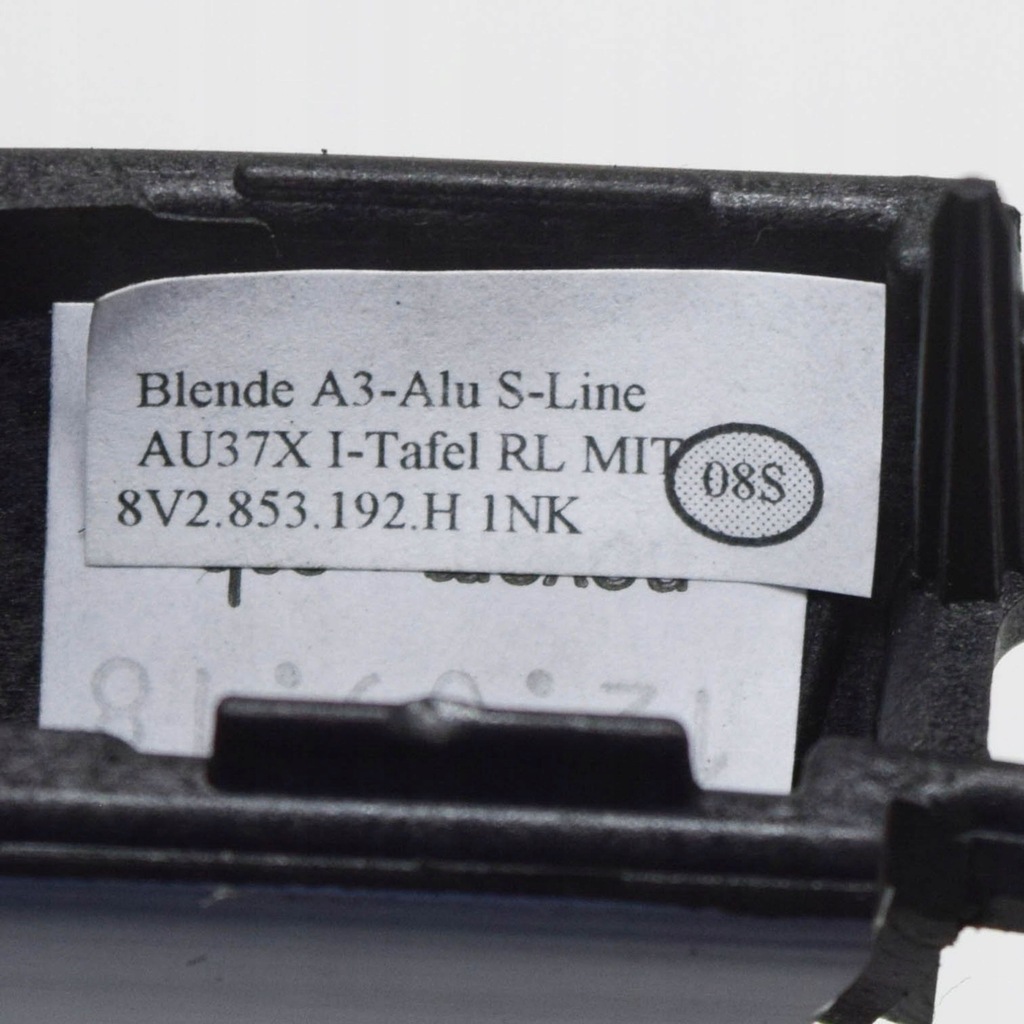 Blende A3-Alu S-Line
AU37X I-Tafel RL MIT
08S
8V2.853.192.H 1NK